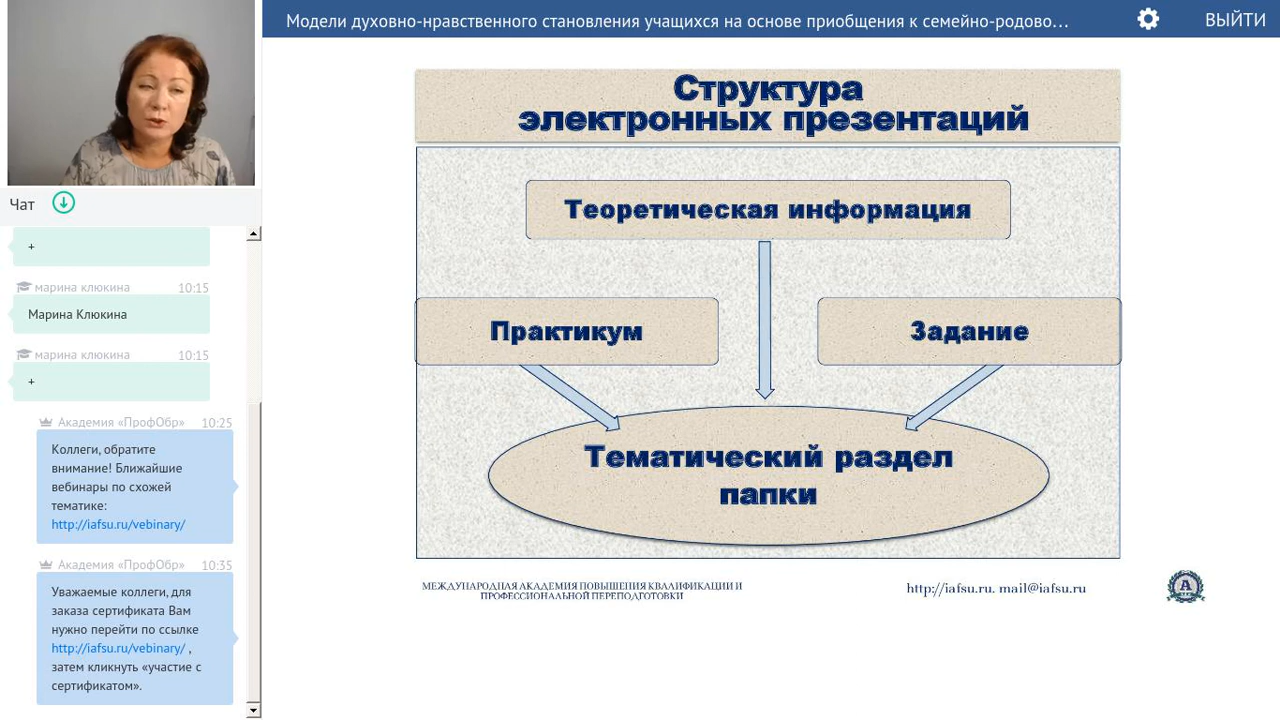 Модели духовно-нравственного становления учащихся на основе приобщения к семейно-родово...
ВЫЙТИ
Чат
+
марина клюкина 10:15
Марина Клюкина
марина клюкина 10:15
+
Академия «ПрофОбр» 10:25
Коллеги, обратите
внимание! Ближайшие
вебинары по схожей
тематике:
http://iafsu.ru/vebinary/
Академия «ПрофОбр» 10:35
Уважаемые коллеги, для
заказа сертификата Вам
нужно перейти по ссылке
http://iafsu.ru/vebinary/ ,
затем кликнуть «участие с
сертификатом».
Структура
электронных презентаций
Теоретическая информация
Практикум
Задание
Тематический раздел
папки
МЕЖДУНАРОДНАЯ АКАДЕМИЯ ПОВЫШЕНИЯ КВАЛИФИКАЦИИ И
ПРОФЕССИОНАЛЬНОЙ ПЕРЕПОДГОТОВКИ
http://iafsu.ru. mail@iafsu.ru